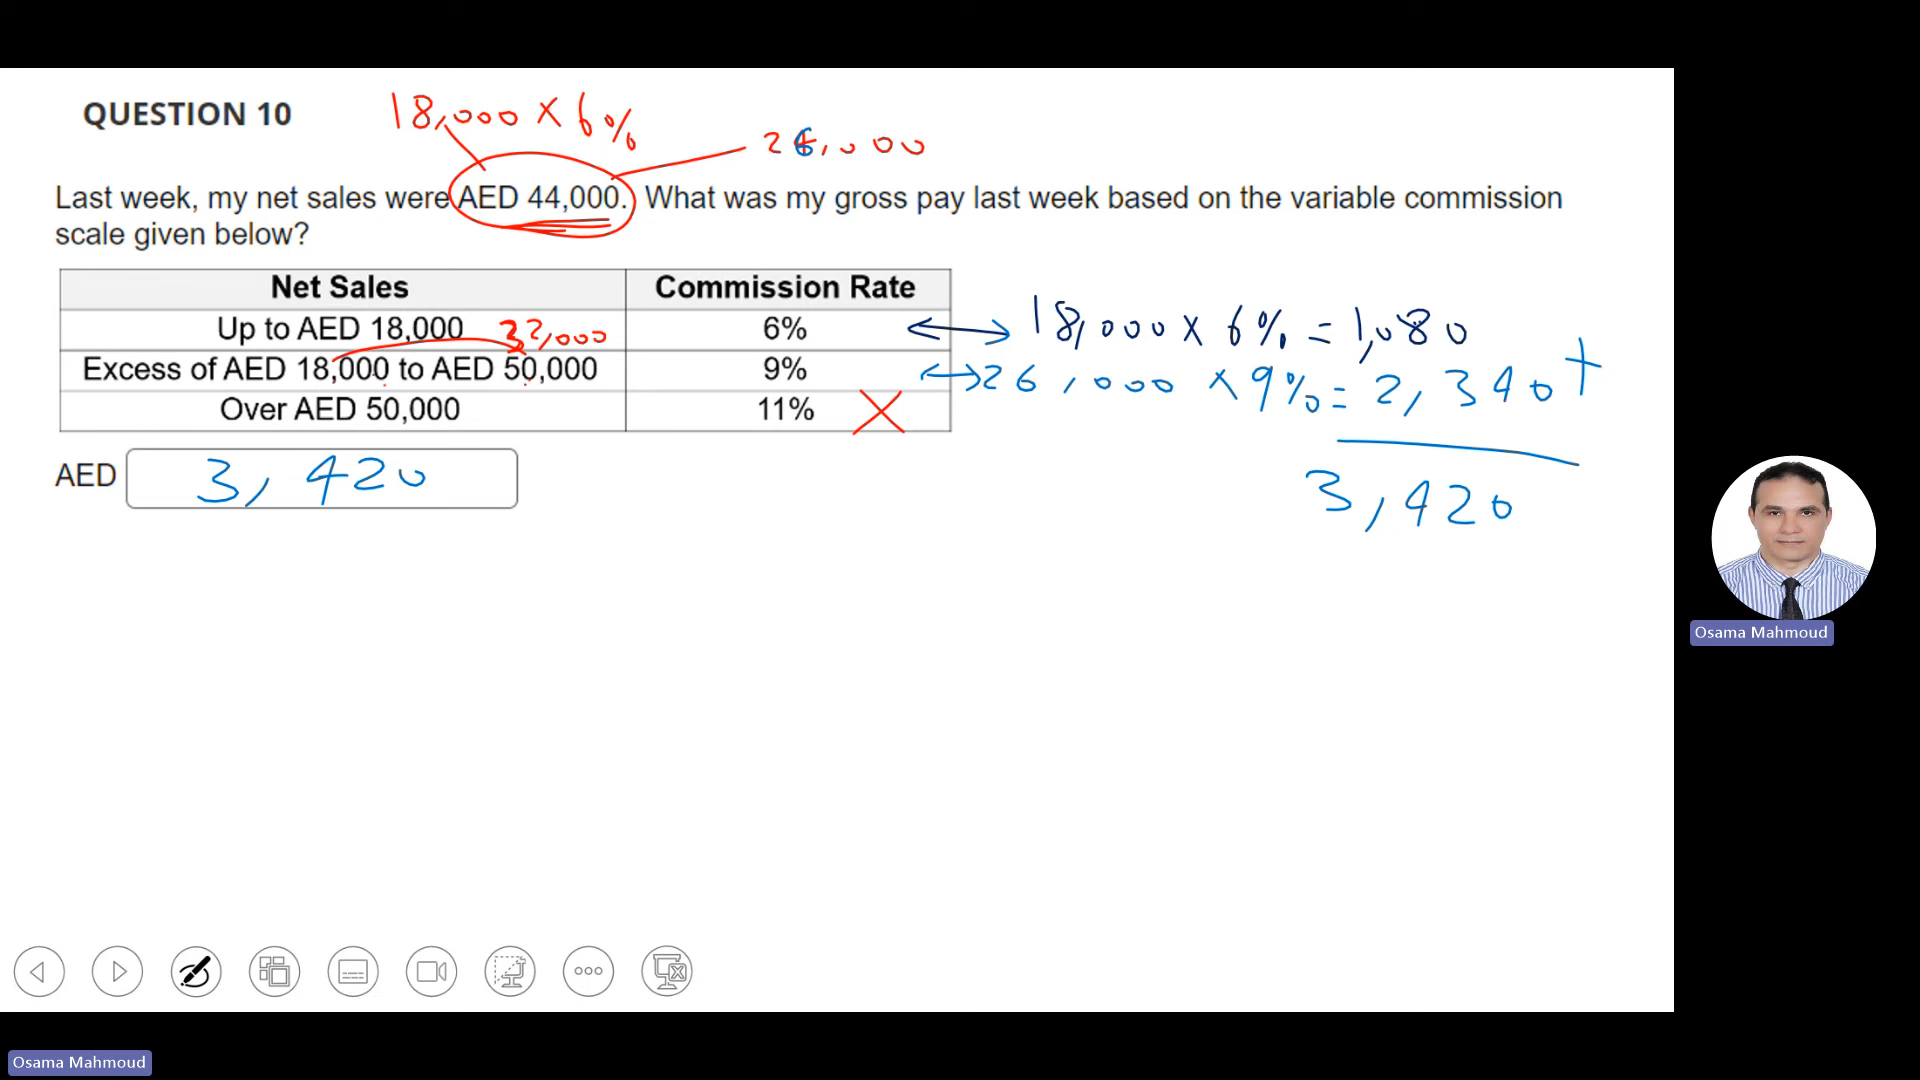 QUESTION 10
18,000 × 6%
26,000
Last week, my net sales were AED 44,000. What was my gross pay last week based on the variable commission
scale given below?
Net Sales Commission Rate
Up to AED 18,000 32,000 6% 18,000 × 6% = 1,080
Excess of AED 18,000 to AED 50,000 9% 26,000 × 9% = 2,340 +
Over AED 50,000 11% X
AED 3,420
3,420
Osama Mahmoud
Osama Mahmoud